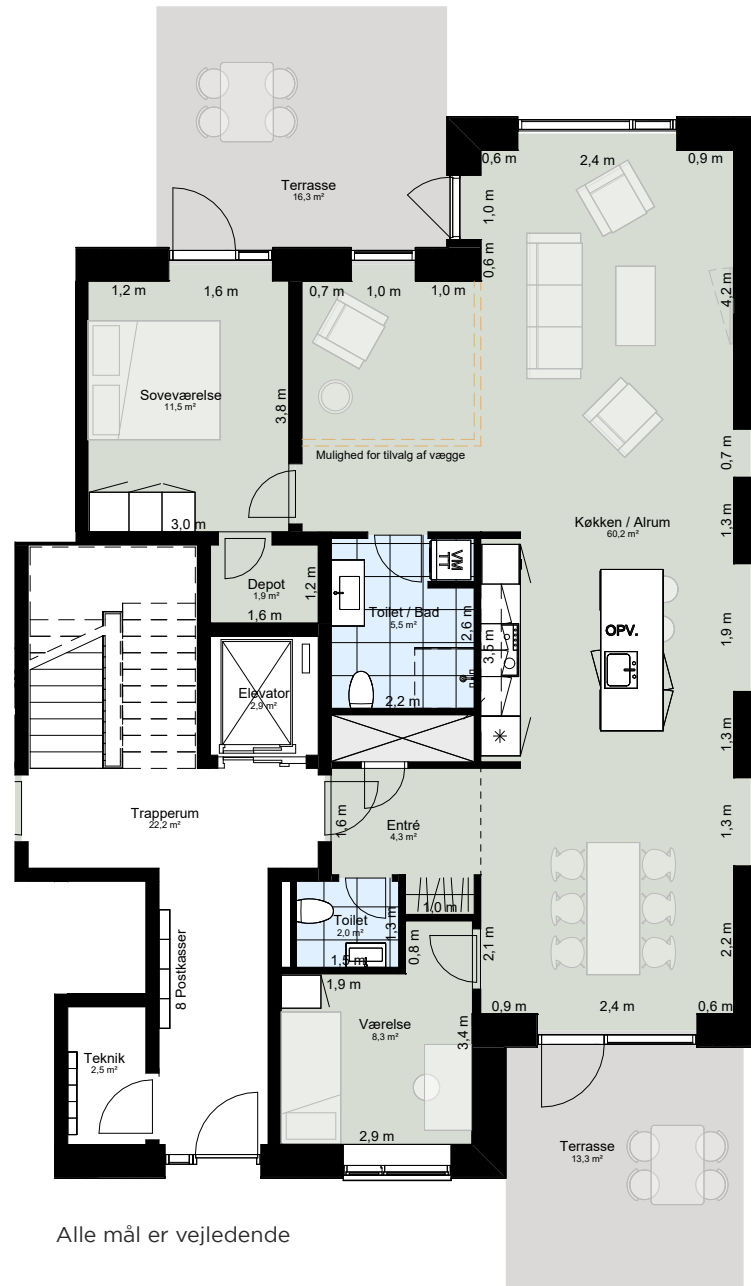 0,6 m
2,4 m
0,9 m
Terrasse
16,3 m²
1,0 m
0,6 m
1,2 m
1,6 m
0,7 m
1,0 m
1,0 m
4,2 m
Soveværelse
11,5 m²
3,8 m
Mulighed for tilvalg af vægge
0,7 m
3,0 m
1,3 m
Køkken / Alrum
60,2 m²
VM
TT
Depot
1,9 m²
1,2 m
1,6 m
Toilet / Bad
5,5 m²
2,6 m
3,5 m
OPV.
1,9 m
Elevator
2,9 m²
2,2 m
1,3 m
Trapperum
22,2 m²
1,6 m
Entré
4,3 m²
1,3 m
1,0 m
Toilet
2,0 m²
1,3 m
1,5 m
0,8 m
2,1 m
2,2 m
8 Postkasser
1,9 m
0,9 m
2,4 m
0,6 m
Værelse
8,3 m²
3,4 m
Teknik
2,5 m²
2,9 m
Terrasse
13,3 m²
Alle mål er vejledende